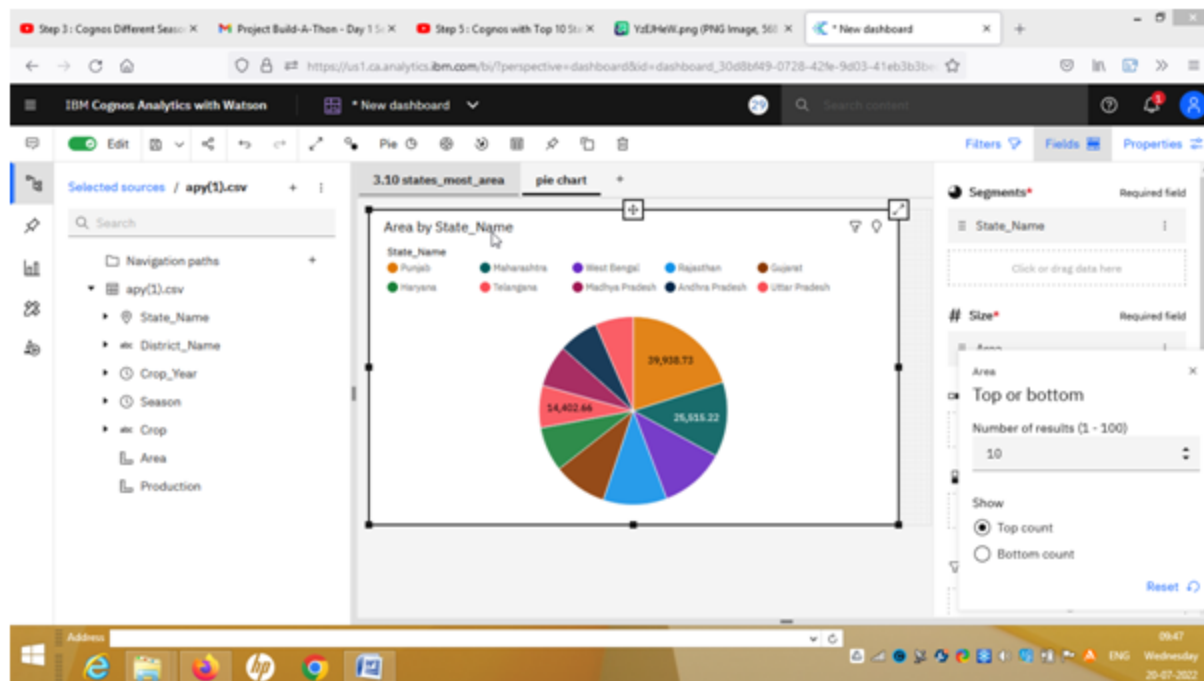 Step 3 : Cognos Different Seaso
Project Build-A-Thon - Day 1 S
Step 5 : Cognos with Top 10 St
YzEJHeW.png (PNG Image, 56
* New dashboard
https://us1.ca.analytics.ibm.com/bi/?perspective=dashboard&id=dashboard_30d8bf49-0728-42fe-9d03-41eb3b3be
IBM Cognos Analytics with Watson
* New dashboard
29
Search content
1
Edit
Pie
Filters
Fields
Properties
Selected sources / apy(1).csv
Search
Navigation paths
apy(1).csv
State_Name
abc District_Name
Crop_Year
Season
abc Crop
Area
Production
3.10 states_most_area
pie chart
Area by State_Name
State_Name
Punjab Maharashtra West Bengal Rajasthan Gujarat
Haryana Telangana Madhya Pradesh Andhra Pradesh Uttar Pradesh
39,938.73
14,402.66
25,515.22
Segments* Required field
State_Name
Click or drag data here
# Size* Required field
Area
Area
Top or bottom
Number of results (1 - 100)
10
Show
Top count
Bottom count
Reset
Address
ENG
09:47
Wednesday
20-07-2022